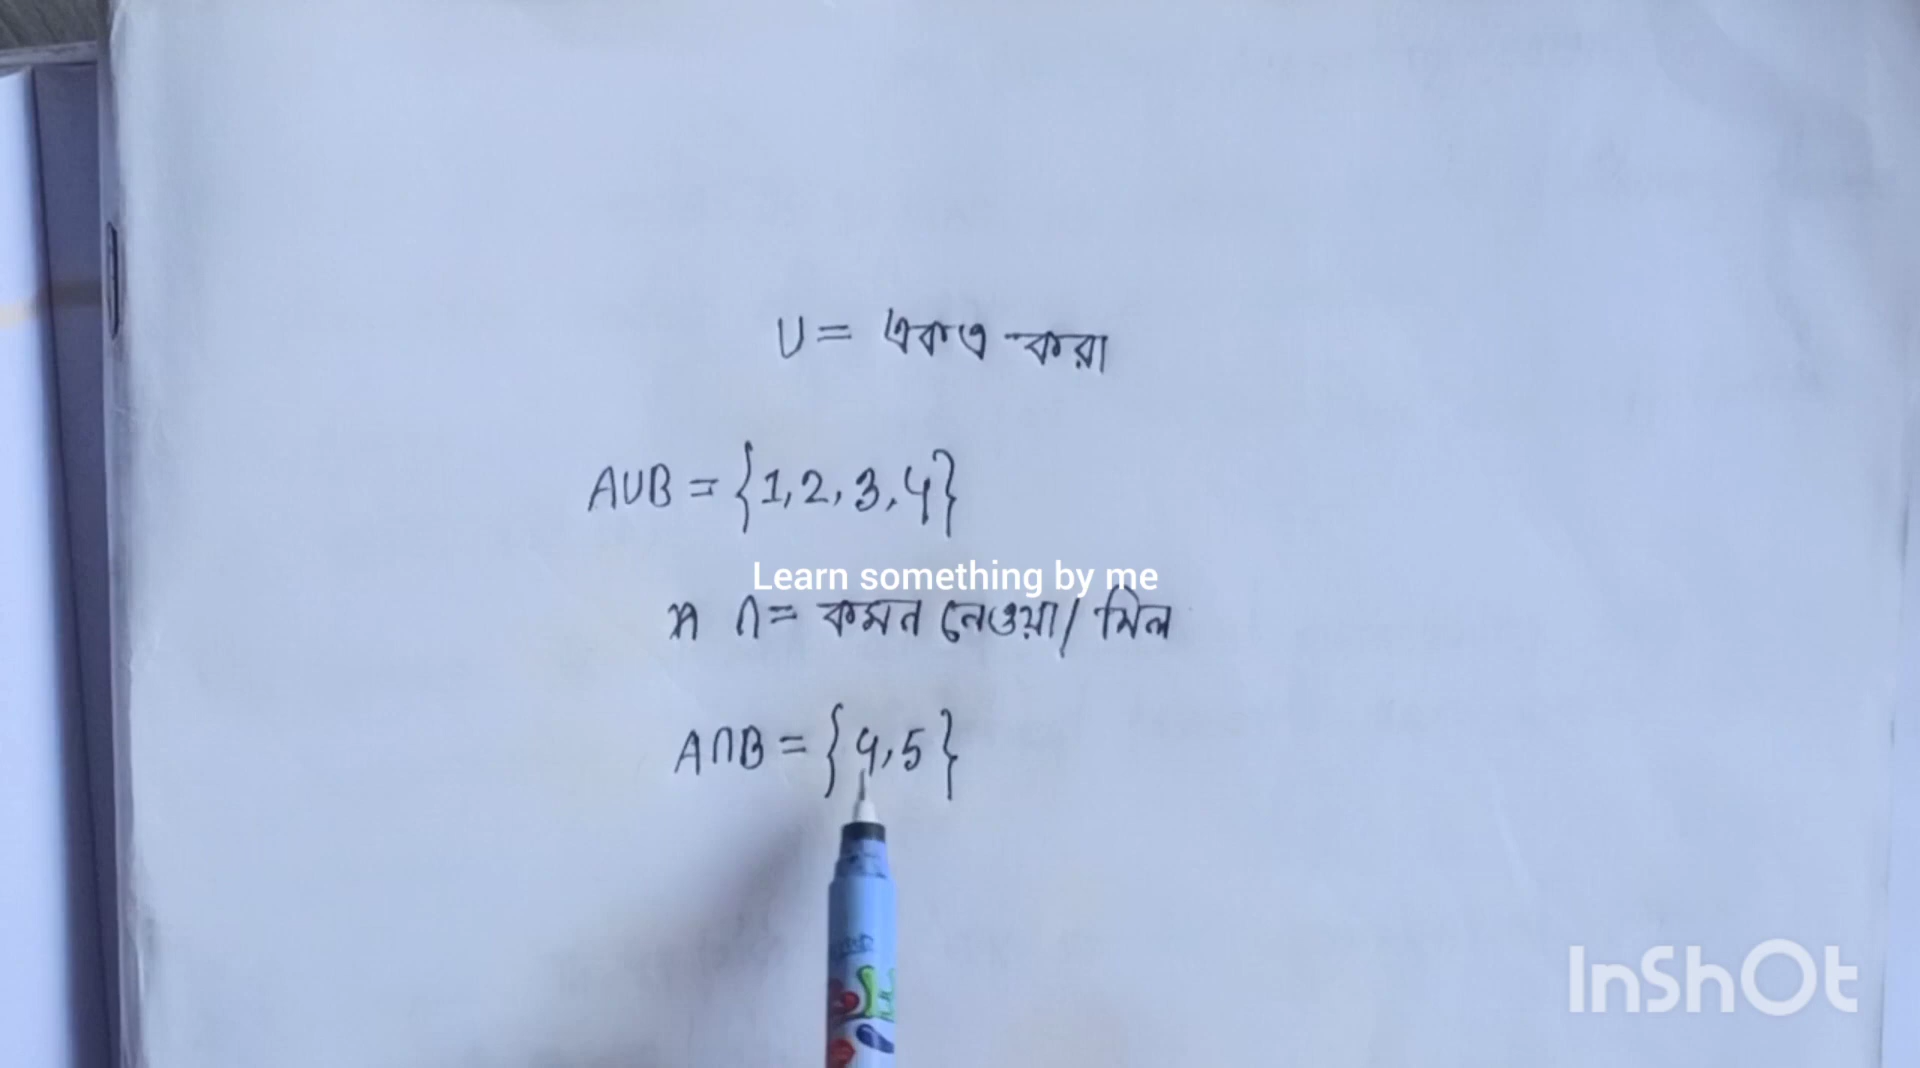 U = একত্র করা
A∪B = {1, 2, 3, 4}
Learn something by me
∩ = কমন নেওয়া / মিল
A∩B = {4, 5}
InShOt